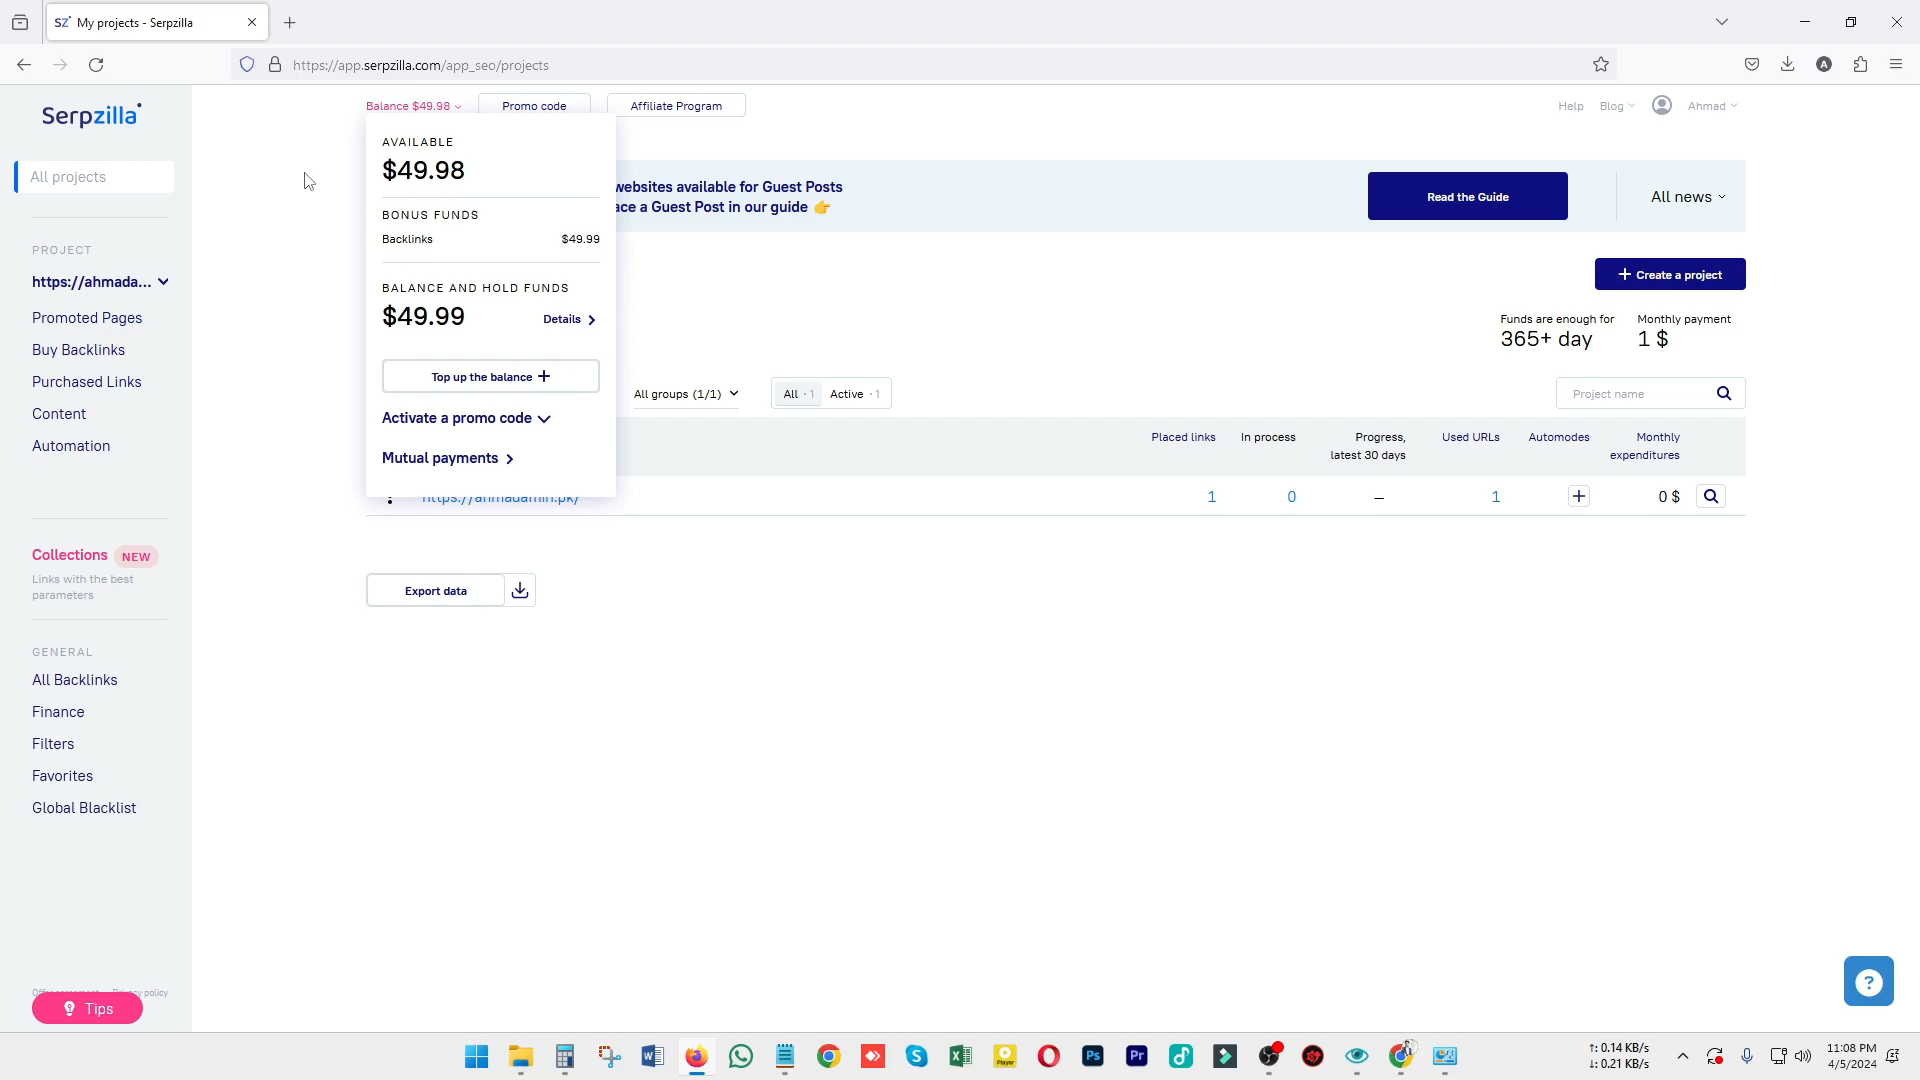 SZ My projects - Serpzilla
https://app.serpzilla.com/app_seo/projects
A
Serpzilla
Balance $49.98
Promo code
Affiliate Program
Help
Blog
Ahmad
All projects
PROJECT
https://ahmada...
Promoted Pages
Buy Backlinks
Purchased Links
Content
Automation
Collections NEW
Links with the best
parameters
GENERAL
All Backlinks
Finance
Filters
Favorites
Global Blacklist
Tips
AVAILABLE
$49.98
BONUS FUNDS
Backlinks $49.99
BALANCE AND HOLD FUNDS
$49.99 Details
Top up the balance +
Activate a promo code
Mutual payments
websites available for Guest Posts
ace a Guest Post in our guide 👉
Read the Guide
All news
+ Create a project
Funds are enough for
365+ day
Monthly payment
1 $
All groups (1/1)
All · 1
Active · 1
Project name
Placed links
In process
Progress,
latest 30 days
Used URLs
Automodes
Monthly
expenditures
https://ahmadamin.pk/
1
0
–
1
+
0 $
Export data
?
↑: 0.14 KB/s
↓: 0.21 KB/s
11:08 PM
4/5/2024